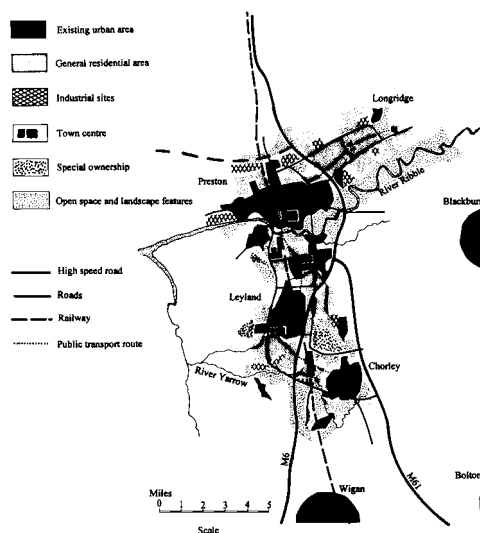 Existing urban area
General residential area
Industrial sites
Town centre
Special ownership
Open space and landscape features
High speed road
Roads
Railway
Public transport route
Longridge
Preston
River Ribble
Blackburn
Leyland
River Yarrow
Chorley
M6
M61
Wigan
Bolton
Miles
0 1 2 3 4 5
Scale